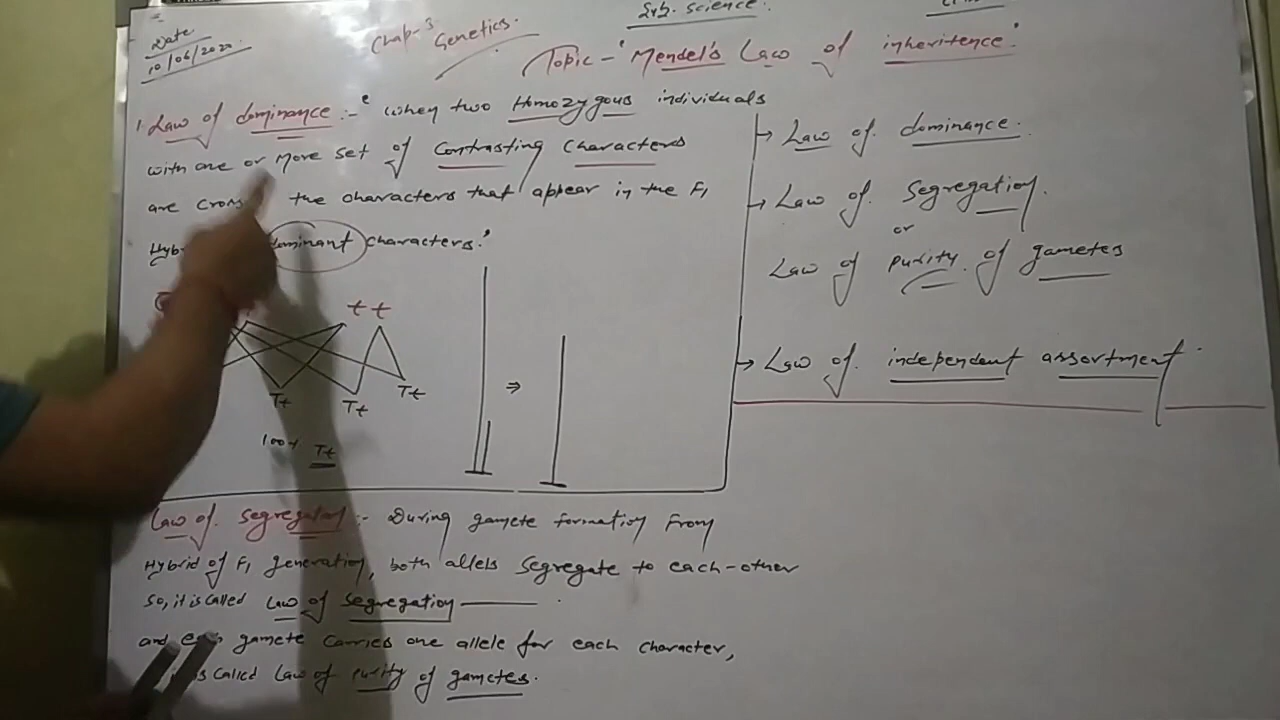 Date
10/06/2020
Chap-3 Genetics.
Sub. science.
Topic - "Mendel's Law of inheritence".
1. Law of dominance :- "when two Homozygous individuals
with one or more set of Contrasting characters
are the characters that appear in the F1
dominant characters."
t t
Tt Tt Tt
100% Tt
⇒
→ Law of dominance.
→ Law of Segregation.
or
Law of purity of gametes
→ Law of independent assortment.
Law of Segregation :- During gamete formation From
Hybrid of F1 generation, both allels segregate to each-other
so, it is called Law of segregation
and gamete carries one allele for each character,
is called Law of purity of gametes.